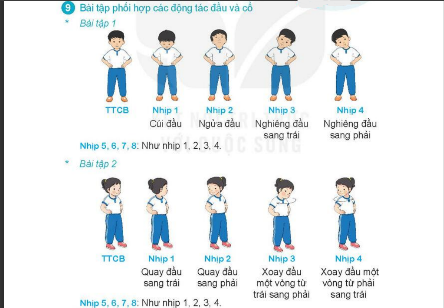 9 Bài tập phối hợp các động tác đầu và cổ
* Bài tập 1
TTCB Nhịp 1 Nhịp 2 Nhịp 3 Nhịp 4
Cúi đầu Ngửa đầu Nghiêng đầu Nghiêng đầu
sang trái sang phải
Nhịp 5, 6, 7, 8: Như nhịp 1, 2, 3, 4.
* Bài tập 2
TTCB Nhịp 1 Nhịp 2 Nhịp 3 Nhịp 4
Quay đầu Quay đầu Xoay đầu Xoay đầu một
sang trái sang phải một vòng từ vòng từ phải
trái sang phải sang trái
Nhịp 5, 6, 7, 8: Như nhịp 1, 2, 3, 4.